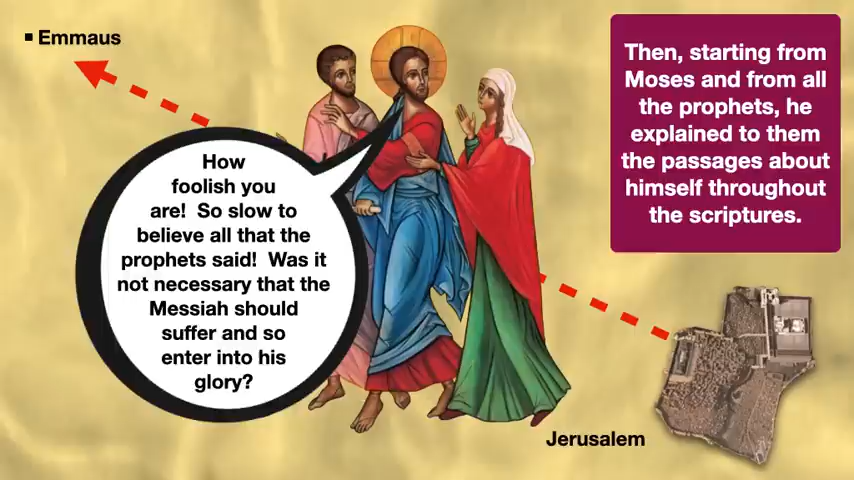 Emmaus
Then, starting from
Moses and from all
the prophets, he
explained to them
the passages about
himself throughout
the scriptures.
How
foolish you
are! So slow to
believe all that the
prophets said! Was it
not necessary that the
Messiah should
suffer and so
enter into his
glory?
Jerusalem